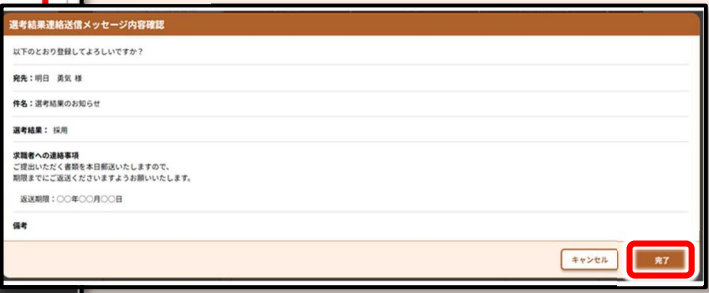 選考結果連絡送信メッセージ内容確認
以下のとおり登録してよろしいですか？
宛先：明日　勇気 様
件名：選考結果のお知らせ
選考結果： 採用
求職者への連絡事項
ご提出いただく書類を本日郵送いたしますので、
期限までにご返送くださいますようお願いいたします。
返送期限：○○年○○月○○日
備考
キャンセル
完了